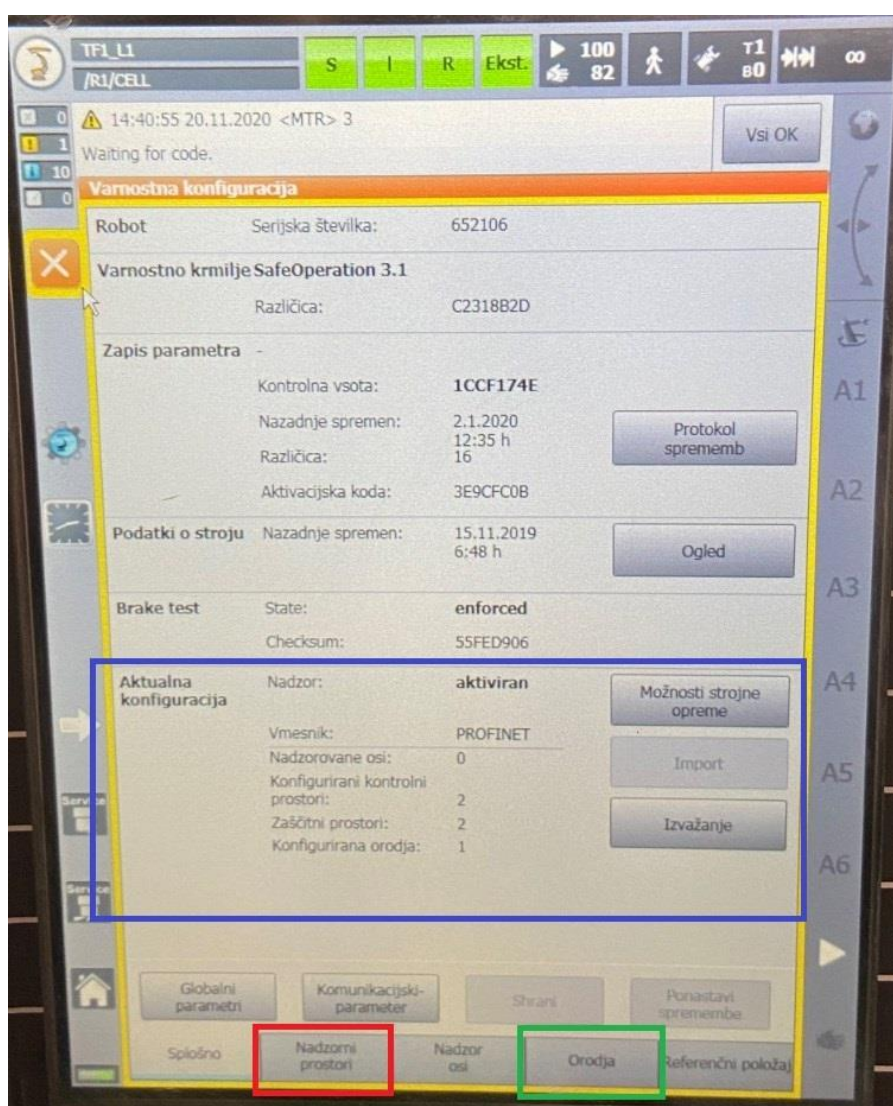 TF1_L1
/R1/CELL
S I R Ekst.
100
82
T1
B0
∞
0
1
10
0
14:40:55 20.11.2020 <MTR> 3
Waiting for code.
Vsi OK
Varnostna konfiguracija
Robot Serijska številka: 652106
Varnostno krmilje SafeOperation 3.1
Različica: C2318B2D
Zapis parametra -
Kontrolna vsota: 1CCF174E
Nazadnje spremen: 2.1.2020
12:35 h
Različica: 16
Protokol
sprememb
Aktivacijska koda: 3E9CFC0B
Podatki o stroju Nazadnje spremen: 15.11.2019
6:48 h
Ogled
Brake test State: enforced
Checksum: 55FED906
Aktualna
konfiguracija
Nadzor: aktiviran
Možnosti strojne
opreme
Vmesnik: PROFINET
Nadzorovane osi: 0
Konfigurirani kontrolni
prostori: 2
Zaščitni prostori: 2
Konfigurirana orodja: 1
Import
Izvažanje
Globalni
parametri
Komunikacijski-
parameter
Shrani
Ponastavi
spremembe
Splošno
Nadzorni
prostori
Nadzor
osi
Orodja
Referenčni položaj
A1
A2
A3
A4
A5
A6
Service
Service